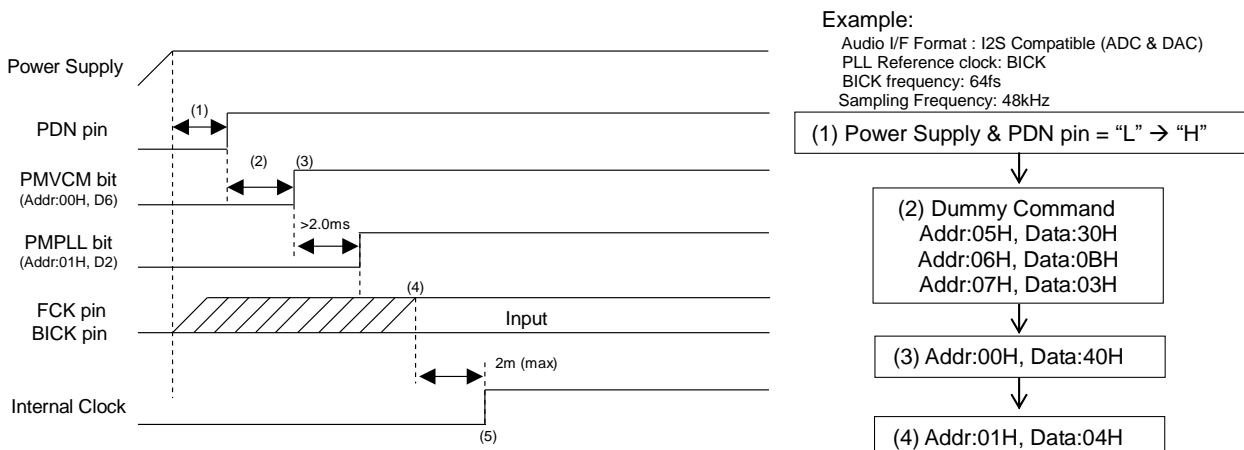 Power Supply
(1)
PDN pin
(2)
(3)
PMVCM bit
(Addr:00H, D6)
>2.0ms
PMPLL bit
(Addr:01H, D2)
(4)
FCK pin
BICK pin
Input
2m (max)
Internal Clock
(5)
Example:
Audio I/F Format : I2S Compatible (ADC & DAC)
PLL Reference clock: BICK
BICK frequency: 64fs
Sampling Frequency: 48kHz
(1) Power Supply & PDN pin = “L” → “H”
(2) Dummy Command
Addr:05H, Data:30H
Addr:06H, Data:0BH
Addr:07H, Data:03H
(3) Addr:00H, Data:40H
(4) Addr:01H, Data:04H